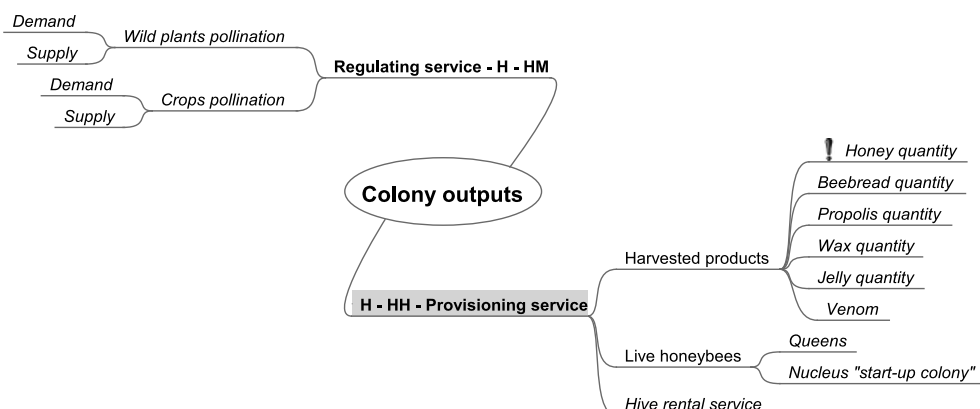 Demand
Wild plants pollination
Supply
Regulating service - H - HM
Demand
Crops pollination
Supply
Colony outputs
! Honey quantity
Beebread quantity
Propolis quantity
Harvested products
Wax quantity
Jelly quantity
H - HH - Provisioning service
Venom
Queens
Live honeybees
Nucleus "start-up colony"
Hive rental service